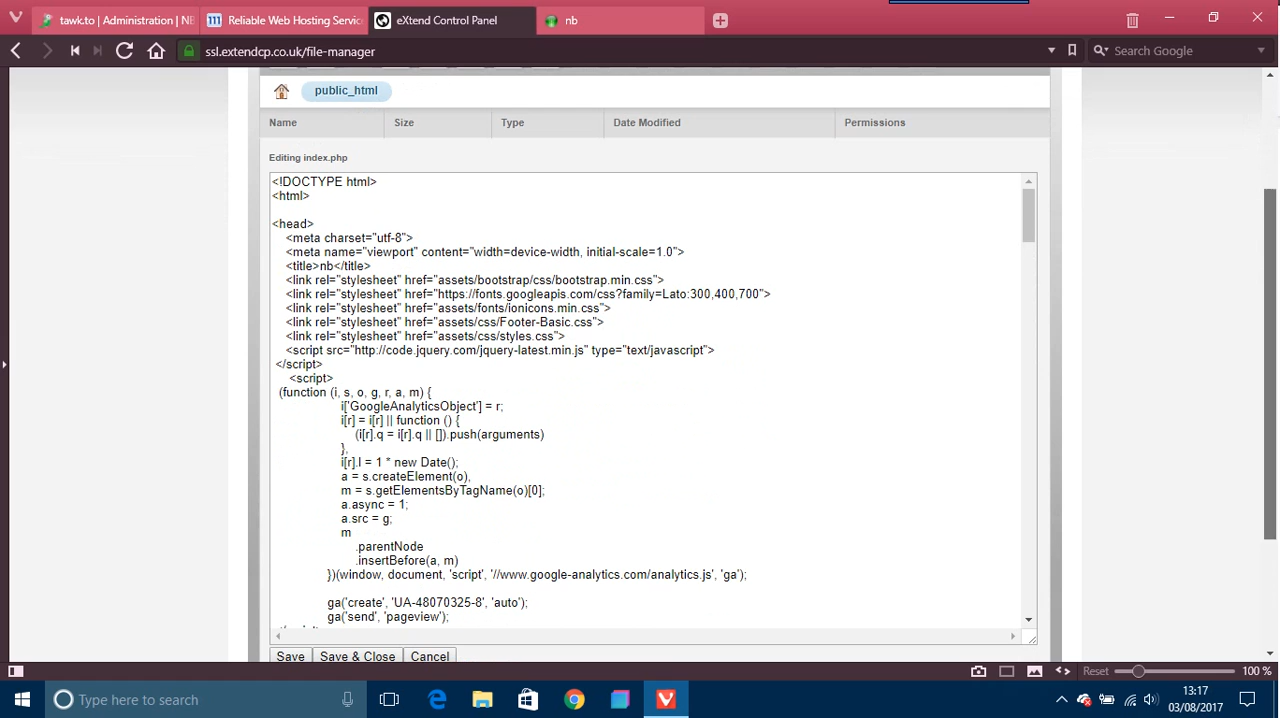 tawk.to | Administration | NB
111 Reliable Web Hosting Servic
eXtend Control Panel
nb
ssl.extendcp.co.uk/file-manager
Search Google
public_html
Name Size Type Date Modified Permissions
Editing index.php
<!DOCTYPE html>
<html>
<head>
<meta charset="utf-8">
<meta name="viewport" content="width=device-width, initial-scale=1.0">
<title>nb</title>
<link rel="stylesheet" href="assets/bootstrap/css/bootstrap.min.css">
<link rel="stylesheet" href="https://fonts.googleapis.com/css?family=Lato:300,400,700">
<link rel="stylesheet" href="assets/fonts/ionicons.min.css">
<link rel="stylesheet" href="assets/css/Footer-Basic.css">
<link rel="stylesheet" href="assets/css/styles.css">
<script src="http://code.jquery.com/jquery-latest.min.js" type="text/javascript">
</script>
<script>
(function (i, s, o, g, r, a, m) {
i['GoogleAnalyticsObject'] = r;
i[r] = i[r] || function () {
(i[r].q = i[r].q || []).push(arguments)
},
i[r].l = 1 * new Date();
a = s.createElement(o),
m = s.getElementsByTagName(o)[0];
a.async = 1;
a.src = g;
m
.parentNode
.insertBefore(a, m)
})(window, document, 'script', '//www.google-analytics.com/analytics.js', 'ga');
ga('create', 'UA-48070325-8', 'auto');
ga('send', 'pageview');
Save Save & Close Cancel
Reset 100 %
Type here to search
13:17
03/08/2017